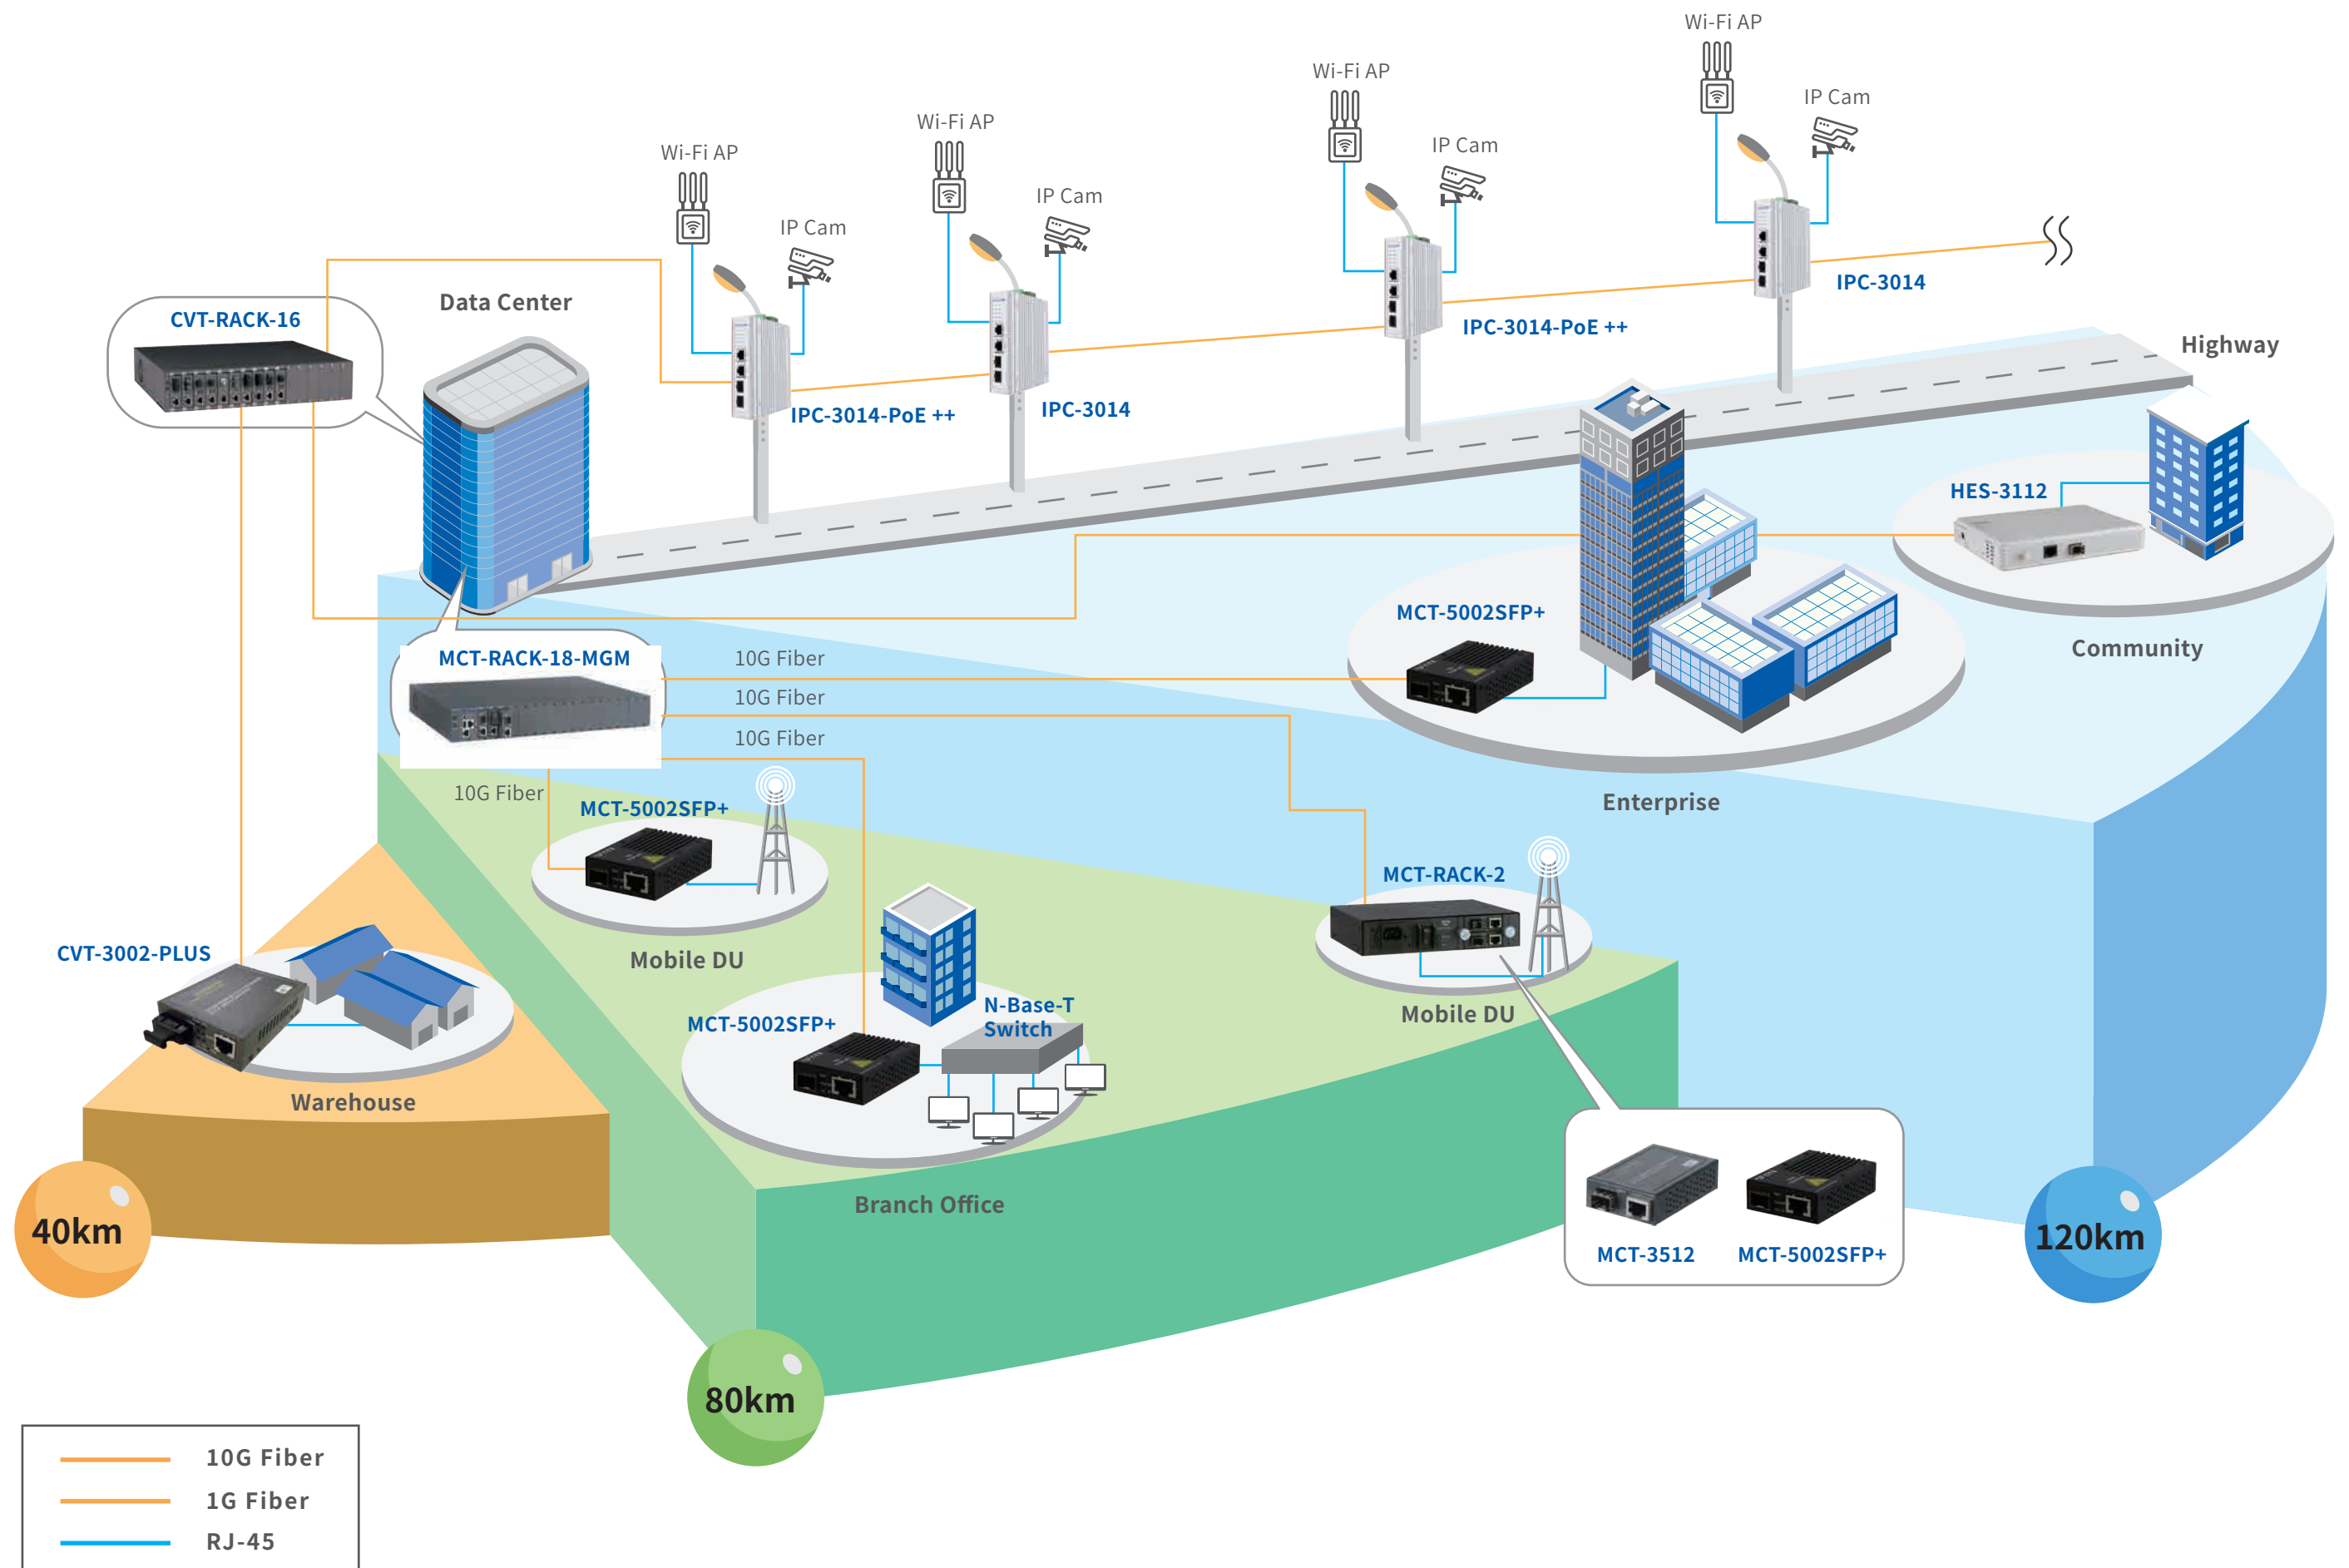 Wi-Fi AP
IP Cam
Wi-Fi AP
IP Cam
Wi-Fi AP
IP Cam
Wi-Fi AP
IP Cam
CVT-RACK-16
Data Center
IPC-3014
IPC-3014-PoE ++
Highway
IPC-3014-PoE ++
IPC-3014
HES-3112
MCT-5002SFP+
Community
MCT-RACK-18-MGM
10G Fiber
10G Fiber
10G Fiber
10G Fiber
MCT-5002SFP+
Enterprise
MCT-RACK-2
CVT-3002-PLUS
Mobile DU
N-Base-T
Switch
MCT-5002SFP+
Mobile DU
Warehouse
Branch Office
40km
120km
MCT-3512
MCT-5002SFP+
80km
10G Fiber
1G Fiber
RJ-45